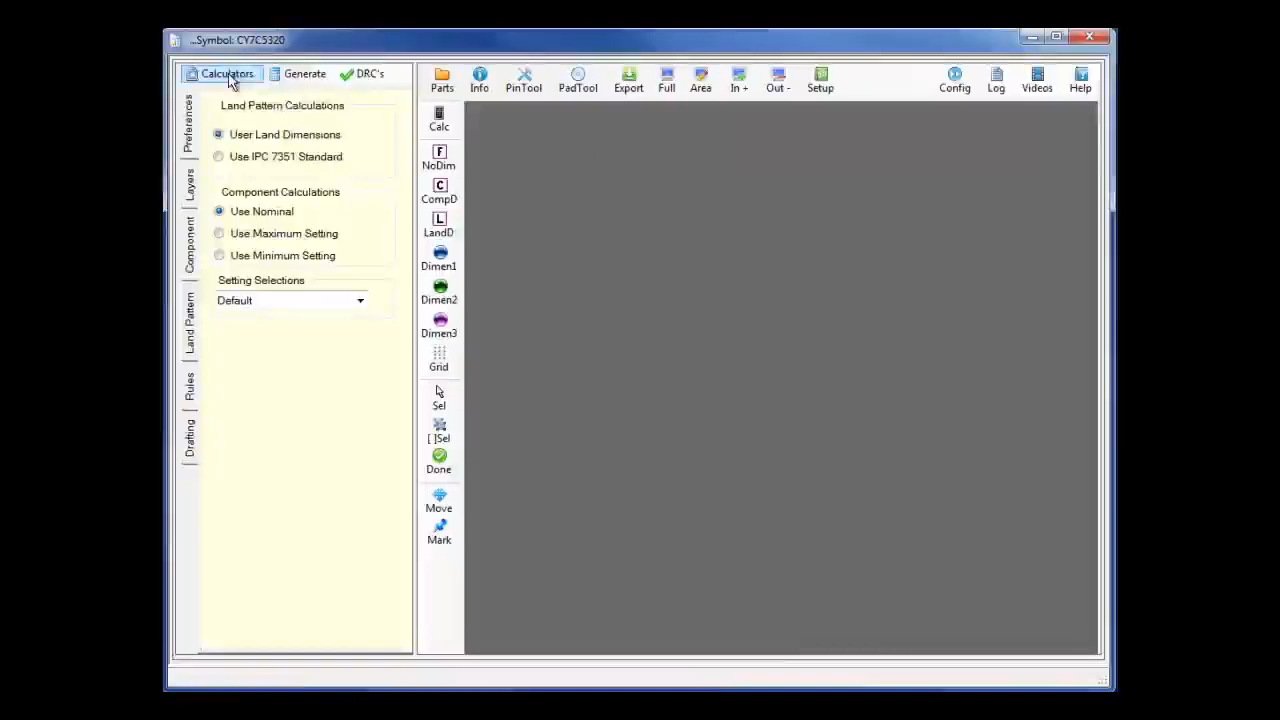 ...Symbol: CY7C5320
Calculators Generate DRC's
Parts Info PinTool PadTool Export Full Area In + Out - Setup Config Log Videos Help
Preferences
Layers
Component
Land Pattern
Rules
Drafting
Land Pattern Calculations
User Land Dimensions
Use IPC 7351 Standard
Component Calculations
Use Nominal
Use Maximum Setting
Use Minimum Setting
Setting Selections
Default
Calc
F
NoDim
C
CompD
L
LandD
Dimen1
Dimen2
Dimen3
Grid
Sel
[ ]Sel
Done
Move
Mark